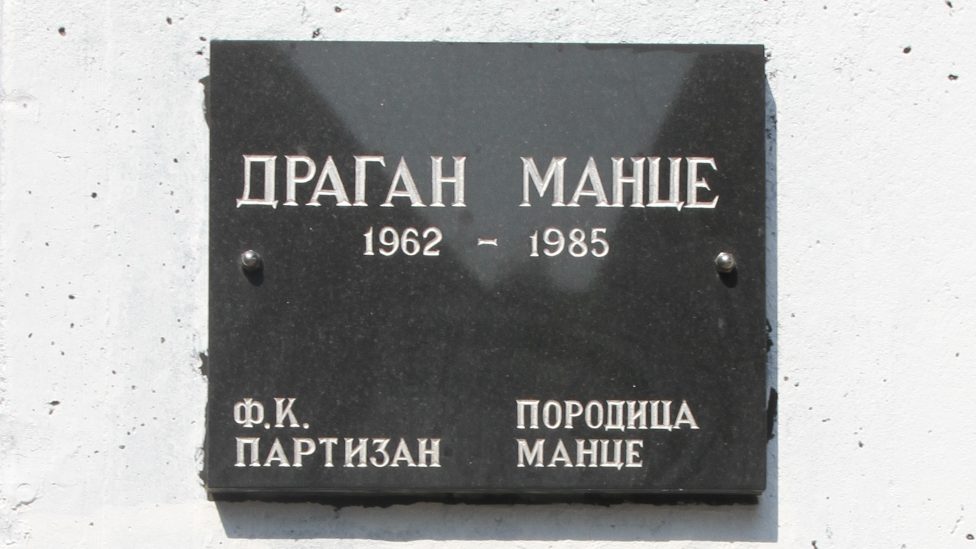 ДРАГАН МАНЦЕ
1962 - 1985
Ф.К.
ПАРТИЗАН
ПОРОДИЦА
МАНЦЕ